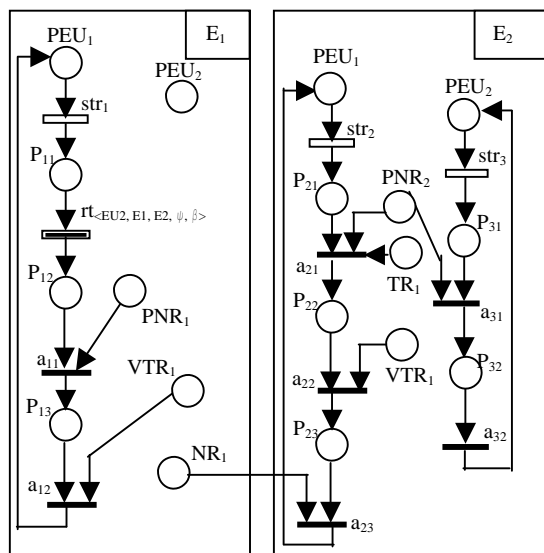 E₁
PEU₁
PEU₂
str₁
P₁₁
rt<EU2, E1, E2, ψ, β>
P₁₂
PNR₁
a₁₁
VTR₁
P₁₃
NR₁
a₁₂
E₂
PEU₁
PEU₂
str₂
str₃
P₂₁
PNR₂
P₃₁
a₂₁
TR₁
a₃₁
P₂₂
P₃₂
a₂₂
VTR₁
P₂₃
a₃₂
a₂₃